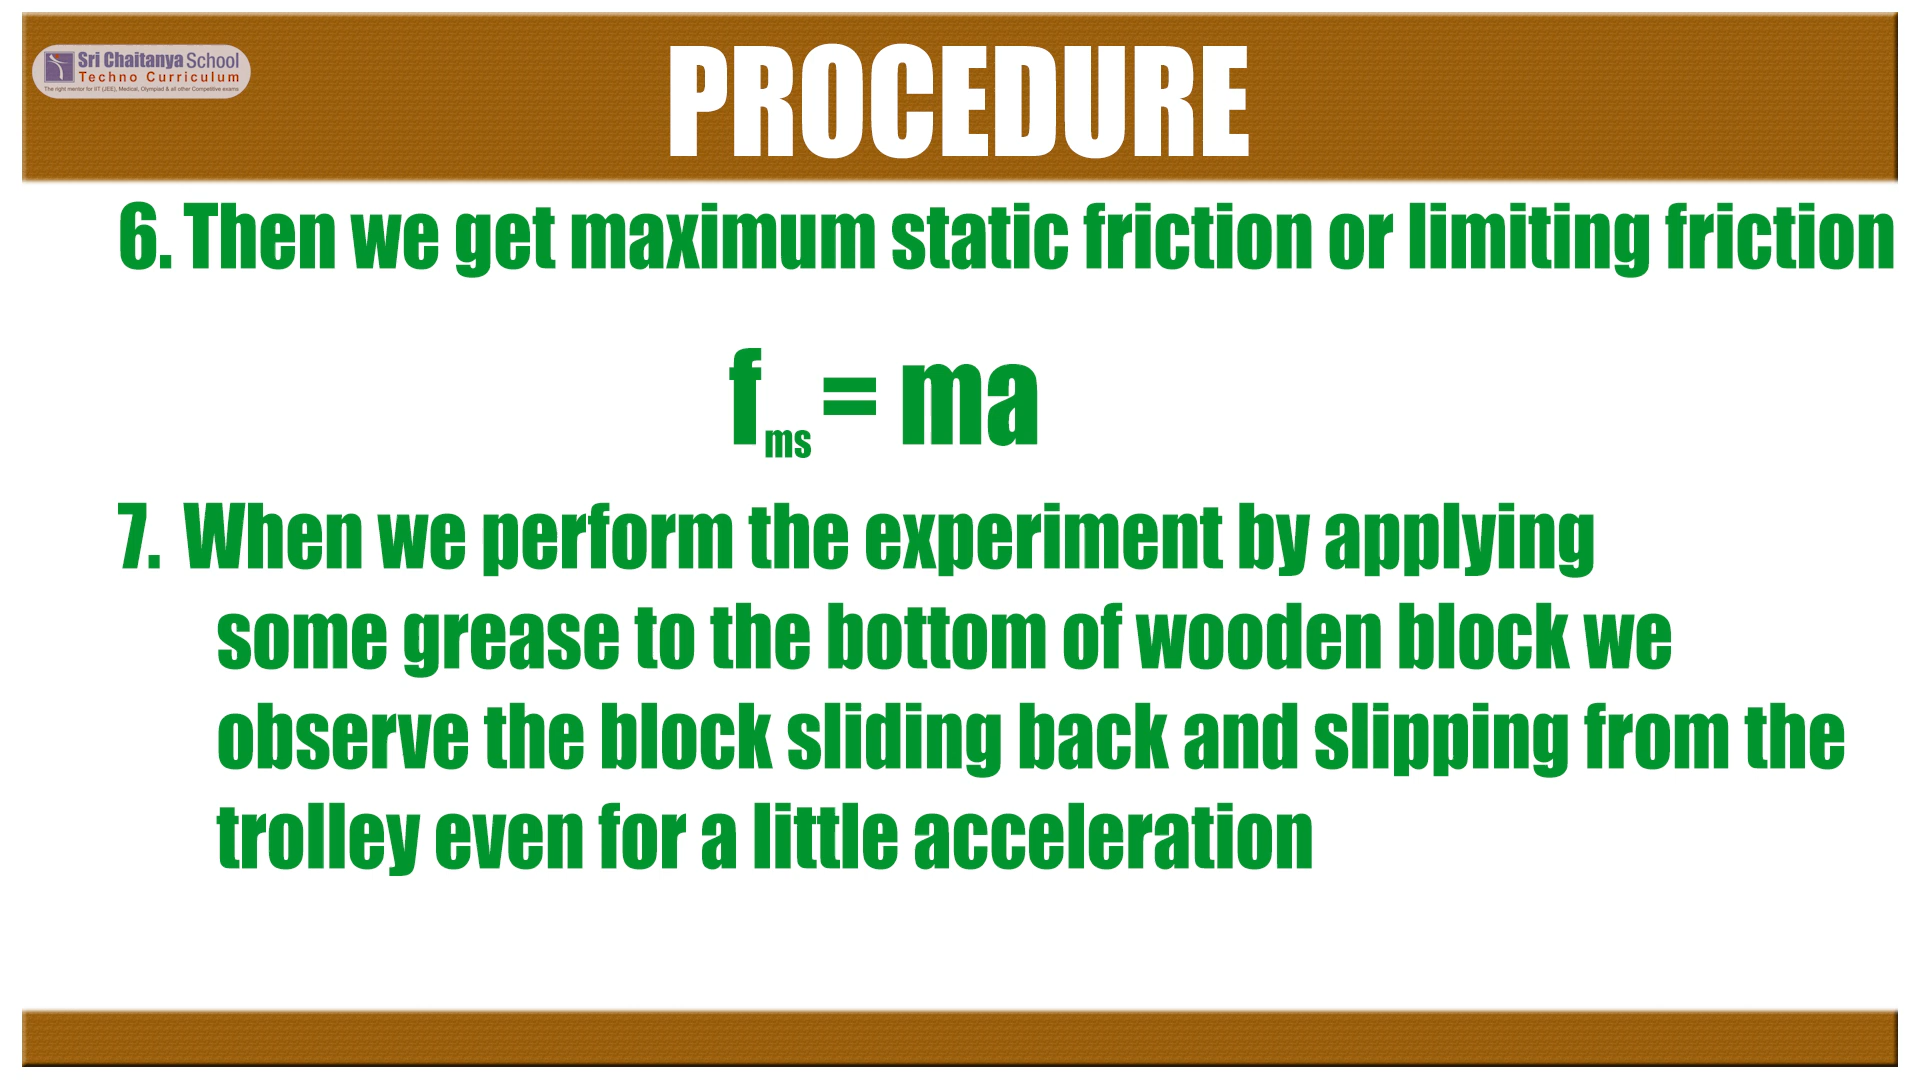 Sri Chaitanya School
Techno Curriculum
The right mentor for IIT (JEE), Medical, Olympiad & all other Competitive exams
PROCEDURE
6. Then we get maximum static friction or limiting friction
fms = ma
7. When we perform the experiment by applying
some grease to the bottom of wooden block we
observe the block sliding back and slipping from the
trolley even for a little acceleration